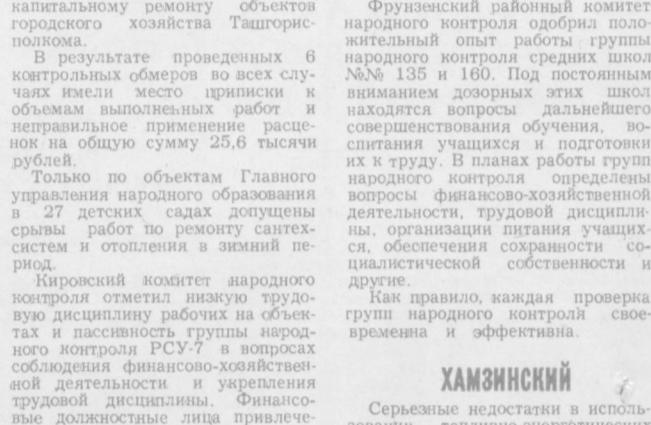 капитальному ремонту объектов
городского хозяйства Ташгорис-
полкома.
В результате проведенных 6
контрольных обмеров во всех слу-
чаях имели место приписки к
объемам выполненных работ и
неправильное применение расце-
нок на общую сумму 25,6 тысячи
рублей.
Только по объектам Главного
управления народного образования
в 27 детских садах допущены
срывы работ по ремонту сантех-
систем и отопления в зимний пе-
риод.
Кировский комитет народного
контроля отметил низкую трудо-
вую дисциплину рабочих на объек-
тах и пассивность группы народ-
ного контроля РСУ-7 в вопросах
соблюдения финансово-хозяйствен-
ной деятельности и укрепления
трудовой дисциплины. Финансо-
вые должностные лица привлече-
Фрунзенский районный комитет
народного контроля одобрил поло-
жительный опыт работы группы
народного контроля средних школ
№№ 135 и 160. Под постоянным
вниманием дозорных этих школ
находятся вопросы дальнейшего
совершенствования обучения, во-
спитания учащихся и подготовки
их к труду. В планах работы групп
народного контроля определены
вопросы финансово-хозяйственной
деятельности, трудовой дисципли-
ны, организации питания учащих-
ся, обеспечения сохранности со-
циалистической собственности и
другие.
Как правило, каждая проверка
групп народного контроля свое-
временна и эффективна.
ХАМЗИНСКИЙ
Серьезные недостатки в исполь-
зовании топливно-энергетических